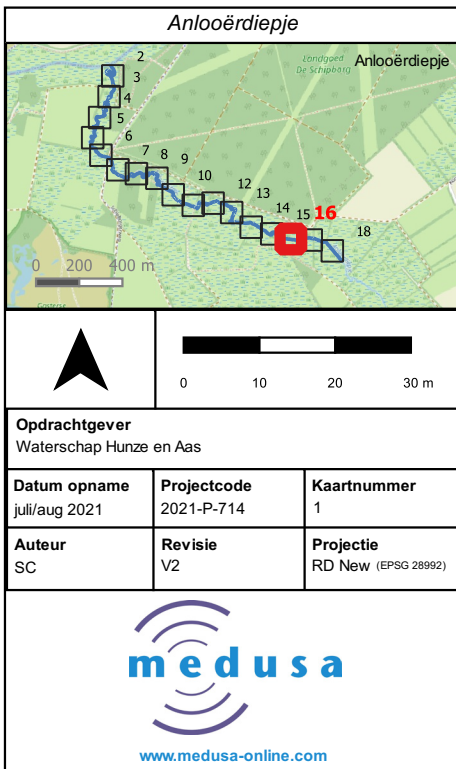 Anlooërdiepje
Landgoed
De Schipborg
Anlooërdiepje
2
3
4
5
6
7
8
9
10
12
13
14
15
16
18
0 200 400 m
0 10 20 30 m
Opdrachtgever
Waterschap Hunze en Aas
Datum opname
juli/aug 2021
Projectcode
2021-P-714
Kaartnummer
1
Auteur
SC
Revisie
V2
Projectie
RD New (EPSG 28992)
medusa
www.medusa-online.com